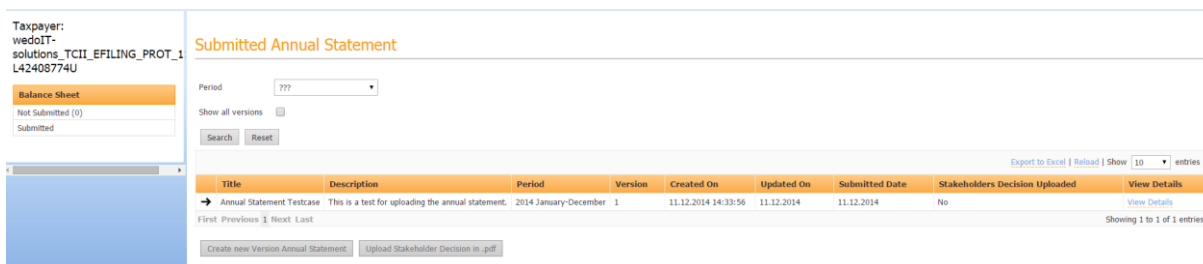 Taxpayer:
wedoIT-
solutions_TCII_EFILING_PROT_1
L42408774U
Balance Sheet
Not Submitted (0)
Submitted
Submitted Annual Statement
Period ???
Show all versions
Search Reset
Export to Excel | Reload | Show 10 entries
Title Description Period Version Created On Updated On Submitted Date Stakeholders Decision Uploaded View Details
Annual Statement Testcase This is a test for uploading the annual statement. 2014 January-December 1 11.12.2014 14:33:56 11.12.2014 11.12.2014 No View Details
First Previous 1 Next Last Showing 1 to 1 of 1 entries
Create new Version Annual Statement Upload Stakeholder Decision in .pdf